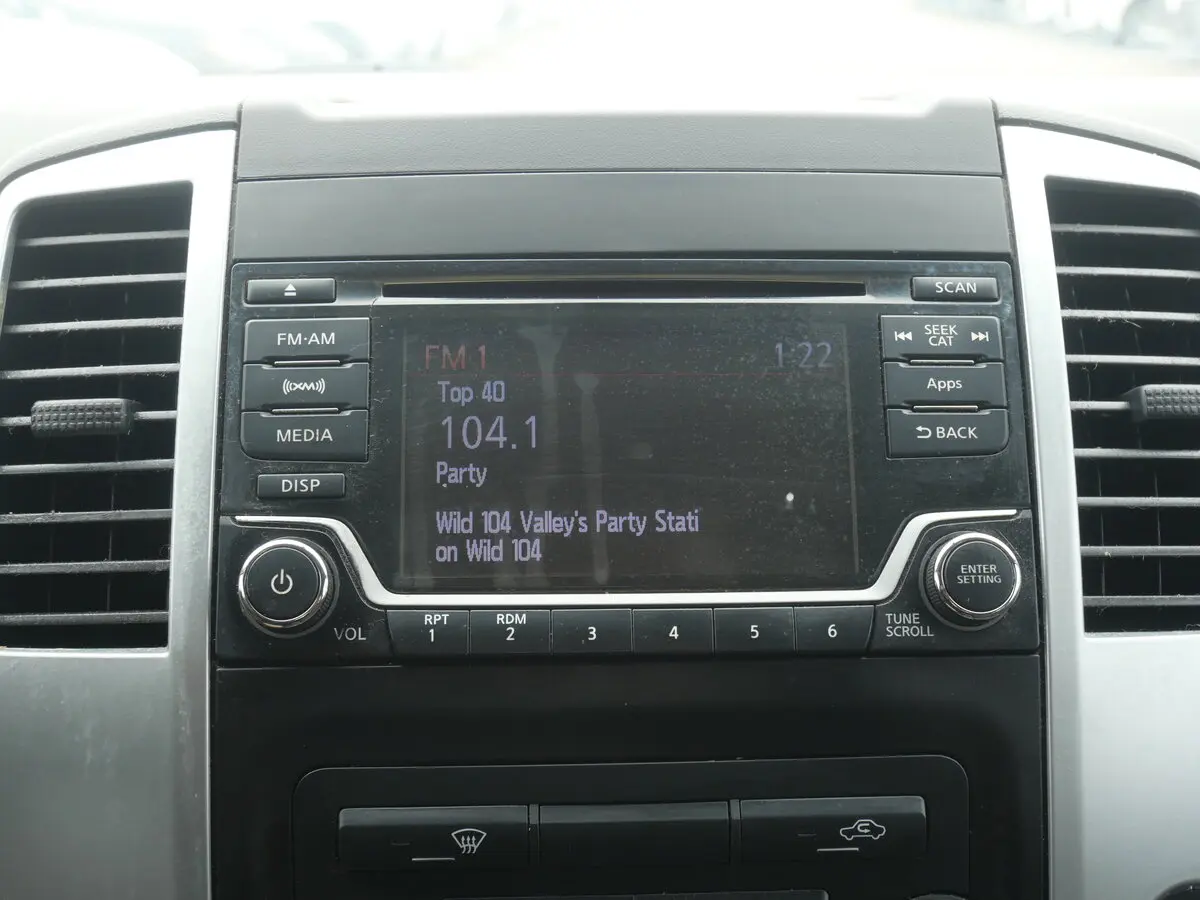 SCAN
FM·AM
SEEK
CAT
FM 1
1:22
Top 40
XM
Apps
104.1
MEDIA
BACK
Party
DISP
Wild 104 Valley's Party Stati
on Wild 104
ENTER
SETTING
VOL
RPT
1
RDM
2
3
4
5
6
TUNE
SCROLL